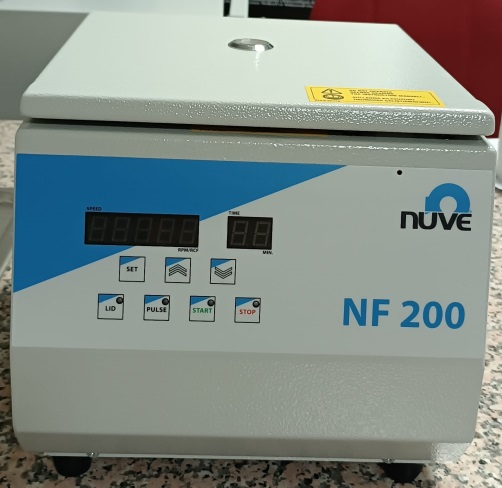 SPEED
TIME
RPM/RCF
MIN.
nüve
SET
LID
PULSE
START
STOP
NF 200